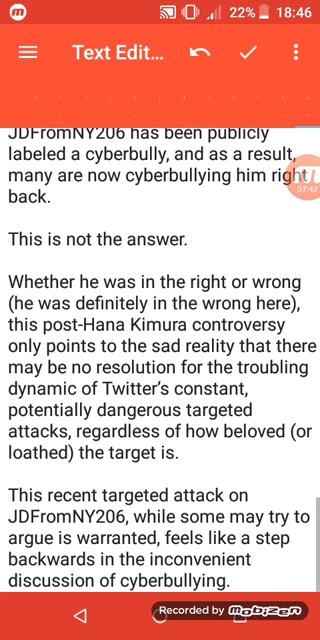 22% 18:46
Text Edit...
JDFromNY206 has been publicly
labeled a cyberbully, and as a result,
many are now cyberbullying him right
back.
07:42
This is not the answer.
Whether he was in the right or wrong
(he was definitely in the wrong here),
this post-Hana Kimura controversy
only points to the sad reality that there
may be no resolution for the troubling
dynamic of Twitter's constant,
potentially dangerous targeted
attacks, regardless of how beloved (or
loathed) the target is.
This recent targeted attack on
JDFromNY206, while some may try to
argue is warranted, feels like a step
backwards in the inconvenient
discussion of cyberbullying.
Recorded by mobizen